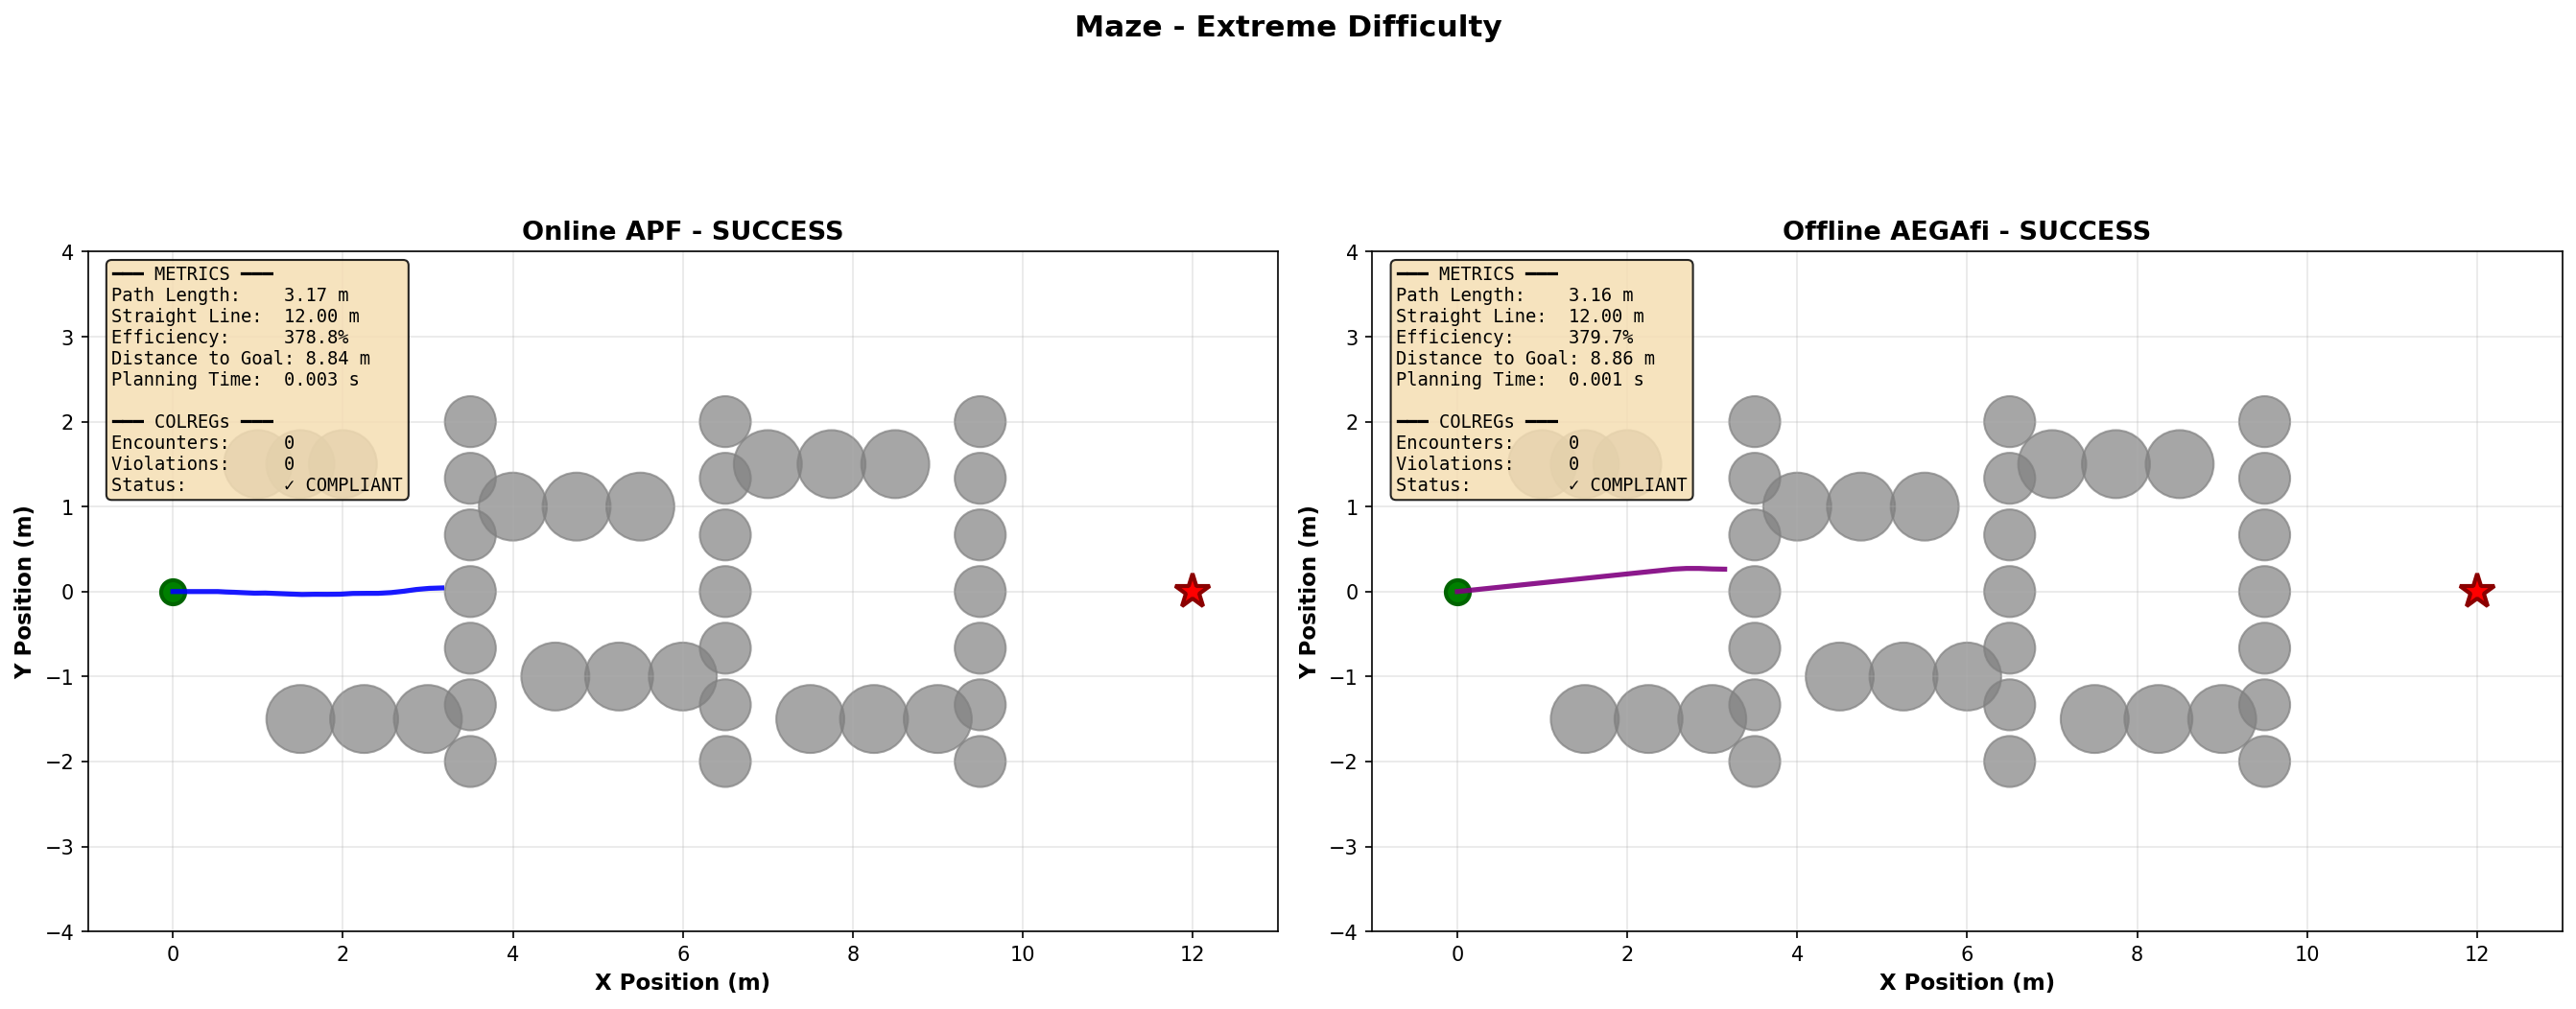 Maze - Extreme Difficulty
Online APF - SUCCESS
━━━ METRICS ━━━
Path Length: 3.17 m
Straight Line: 12.00 m
Efficiency: 378.8%
Distance to Goal: 8.84 m
Planning Time: 0.003 s
━━━ COLREGs ━━━
Encounters: 0
Violations: 0
Status: ✓ COMPLIANT
4
3
2
1
0
−1
−2
−3
−4
Y Position (m)
0 2 4 6 8 10 12
X Position (m)
Offline AEGAfi - SUCCESS
━━━ METRICS ━━━
Path Length: 3.16 m
Straight Line: 12.00 m
Efficiency: 379.7%
Distance to Goal: 8.86 m
Planning Time: 0.001 s
━━━ COLREGs ━━━
Encounters: 0
Violations: 0
Status: ✓ COMPLIANT
4
3
2
1
0
−1
−2
−3
−4
Y Position (m)
0 2 4 6 8 10 12
X Position (m)